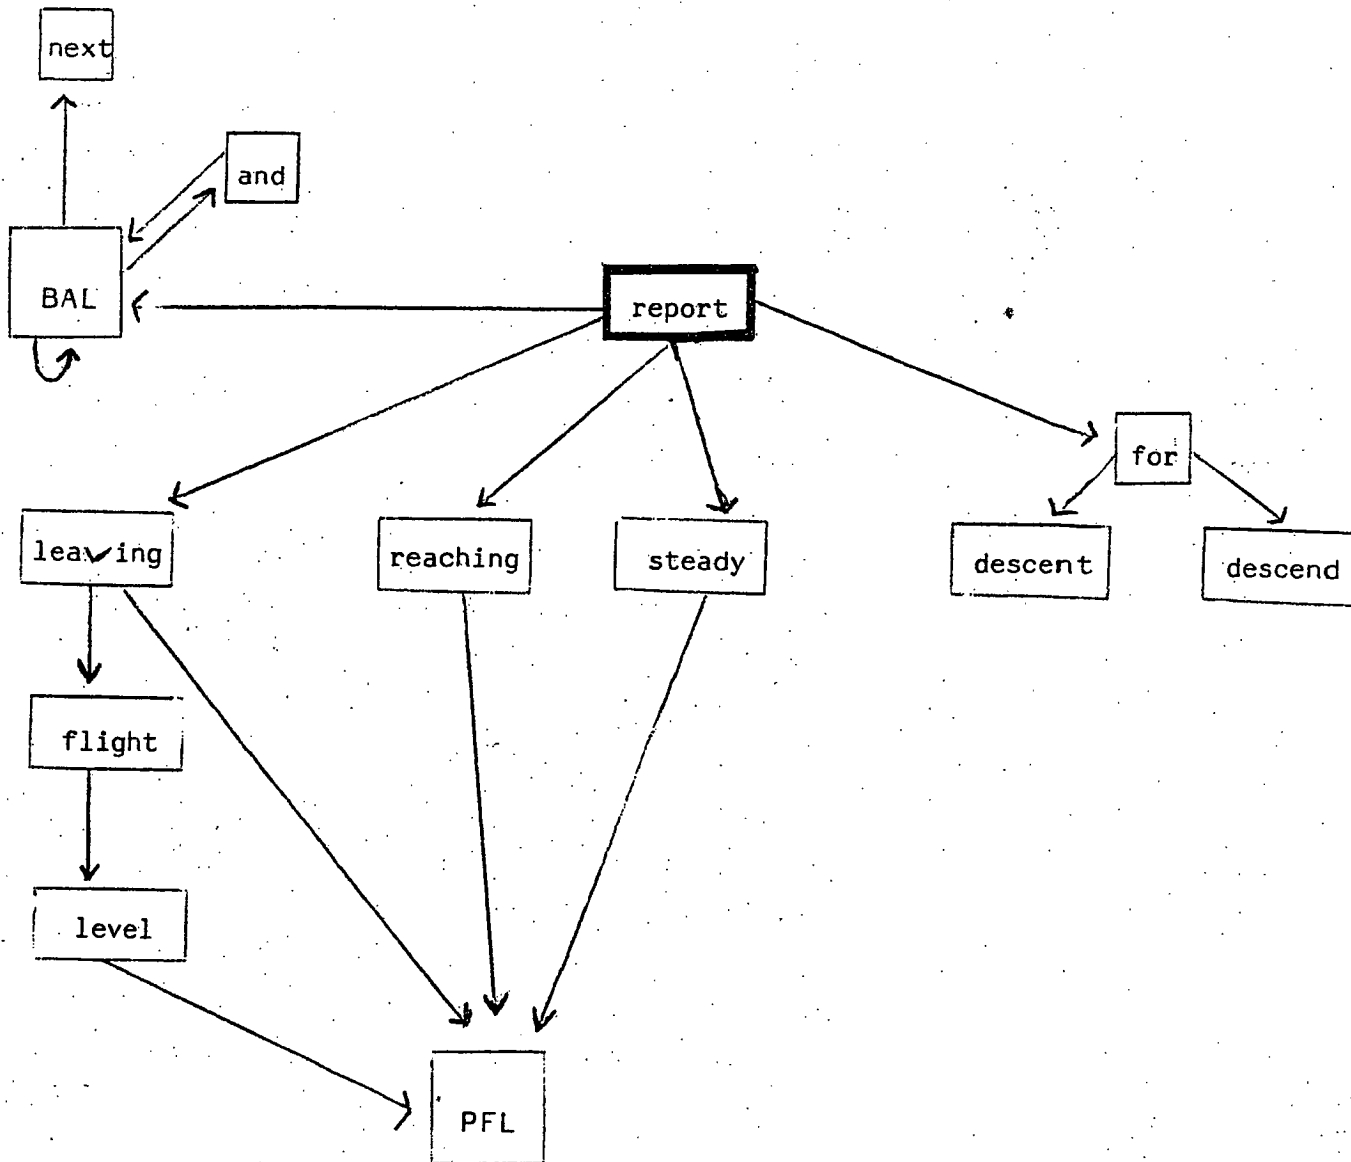 next
and
BAL
report
for
leaving
reaching
steady
descent
descend
flight
level
PFL